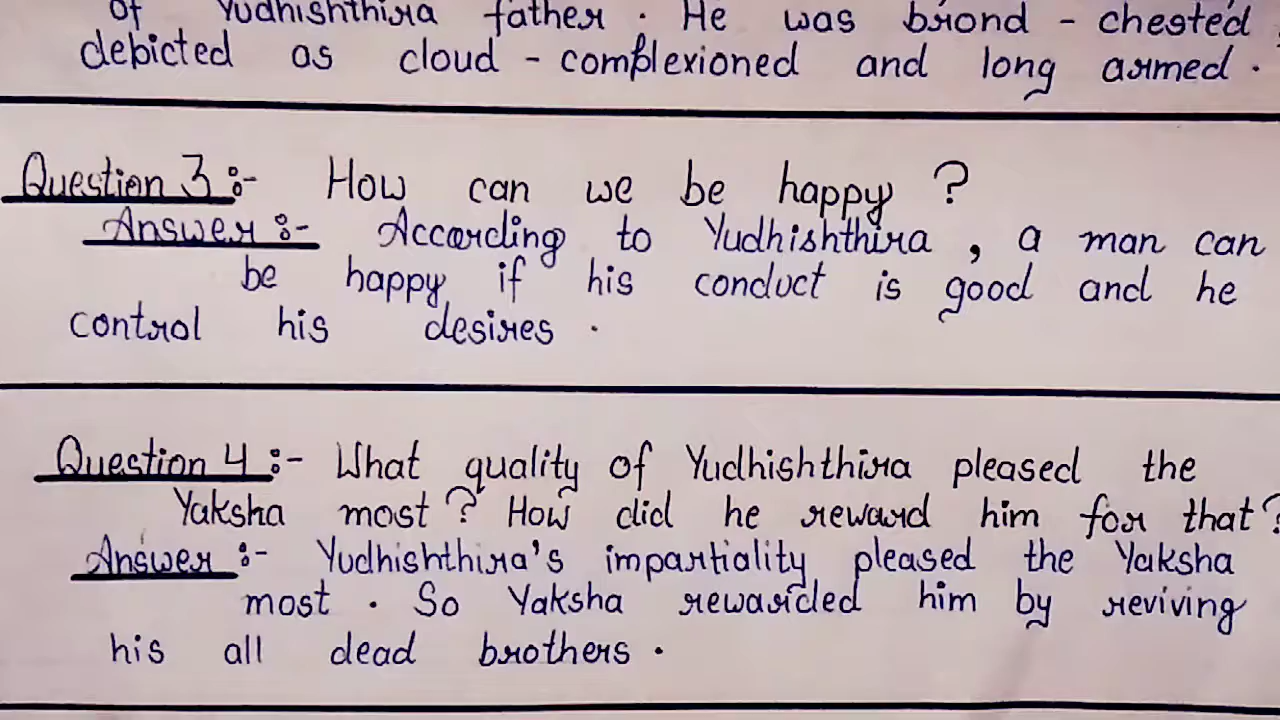 of Yudhishthira father. He was brond - chested,
debicted as cloud - complexioned and long armed.
Question 3 :- How can we be happy ?
Answer :- According to Yudhishthira , a man can
be happy if his conduct is good and he
control his desires .
Question 4 :- What quality of Yudhishthira pleased the
Yaksha most ? How did he reward him for that ?
Answer :- Yudhishthira's impartiality pleased the Yaksha
most . So Yaksha rewarded him by reviving
his all dead brothers .